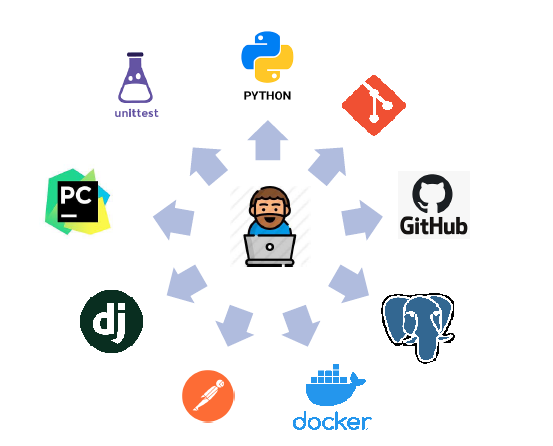 PYTHON
unittest
PC
GitHub
dj
docker